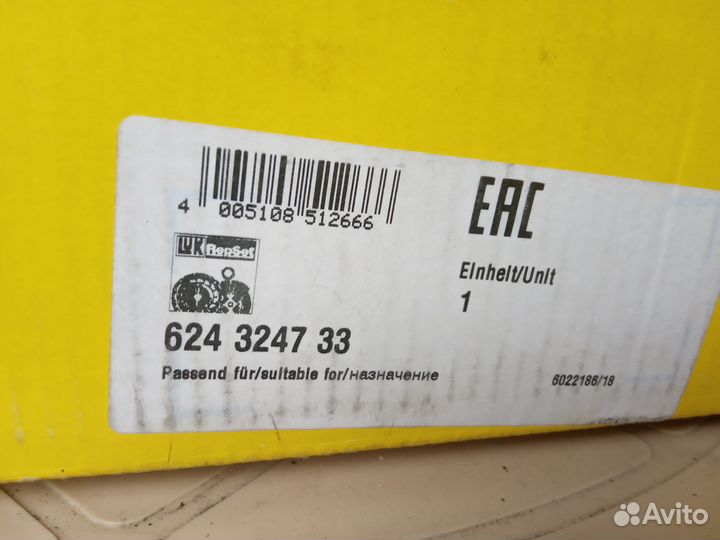 4 005108 512666
EAC
LuK RepSet
Einheit/Unit
1
624 3247 33
Passend für/suitable for/назначение
6022186/18
Avito